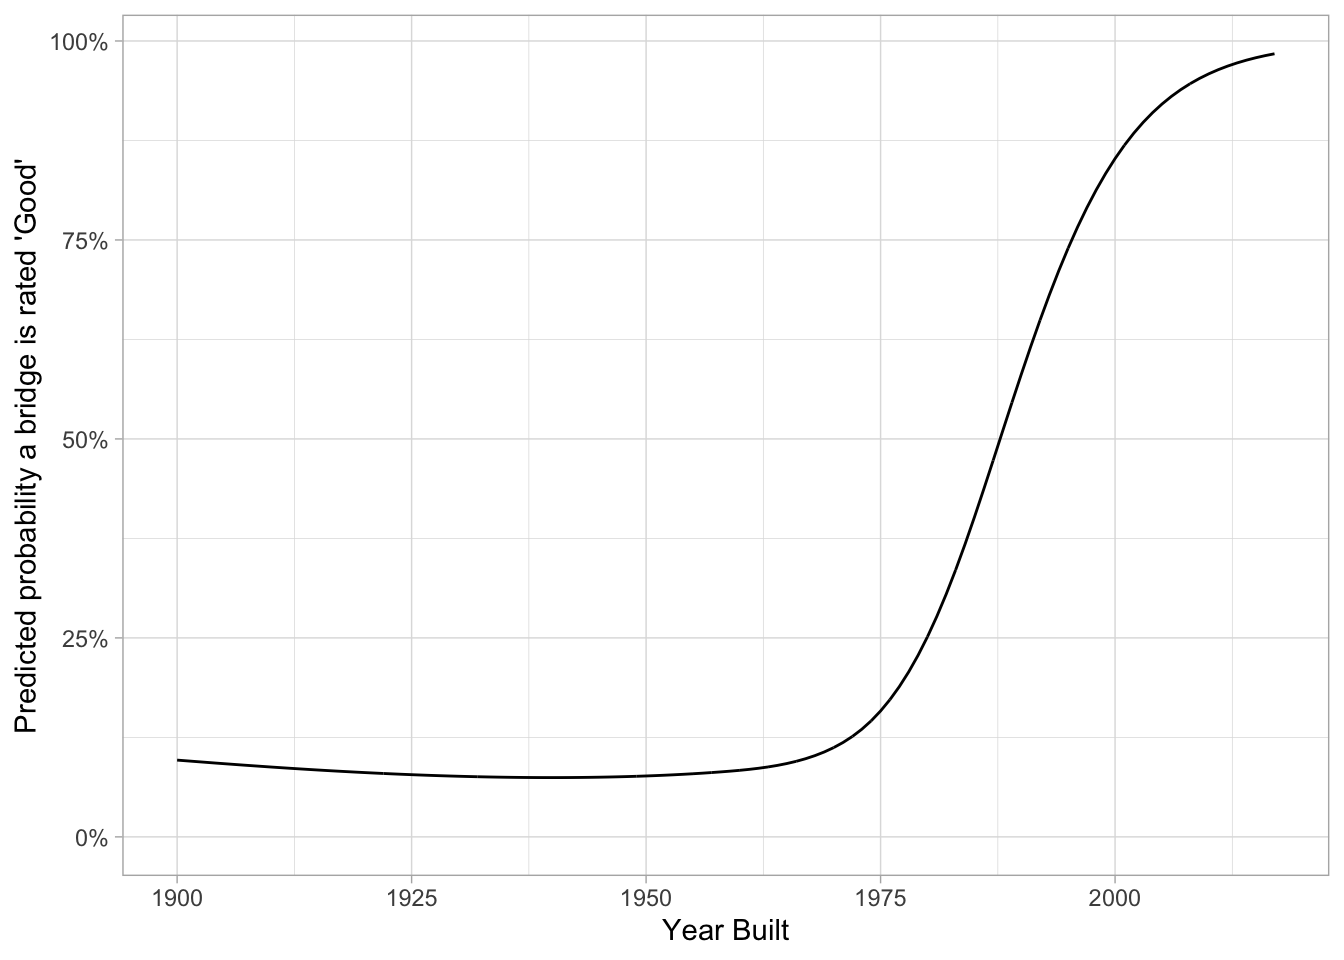 Predicted probability a bridge is rated 'Good'
100%
75%
50%
25%
0%
1900 1925 1950 1975 2000
Year Built